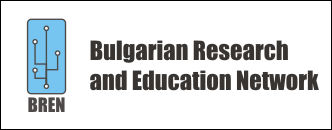 Bulgarian Research
and Education Network
BREN